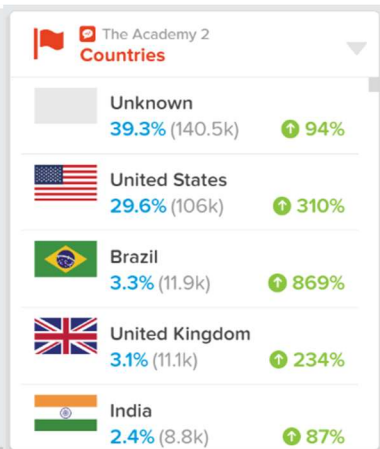 The Academy 2
Countries
Unknown
39.3% (140.5k) 94%
United States
29.6% (106k) 310%
Brazil
3.3% (11.9k) 869%
United Kingdom
3.1% (11.1k) 234%
India
2.4% (8.8k) 87%